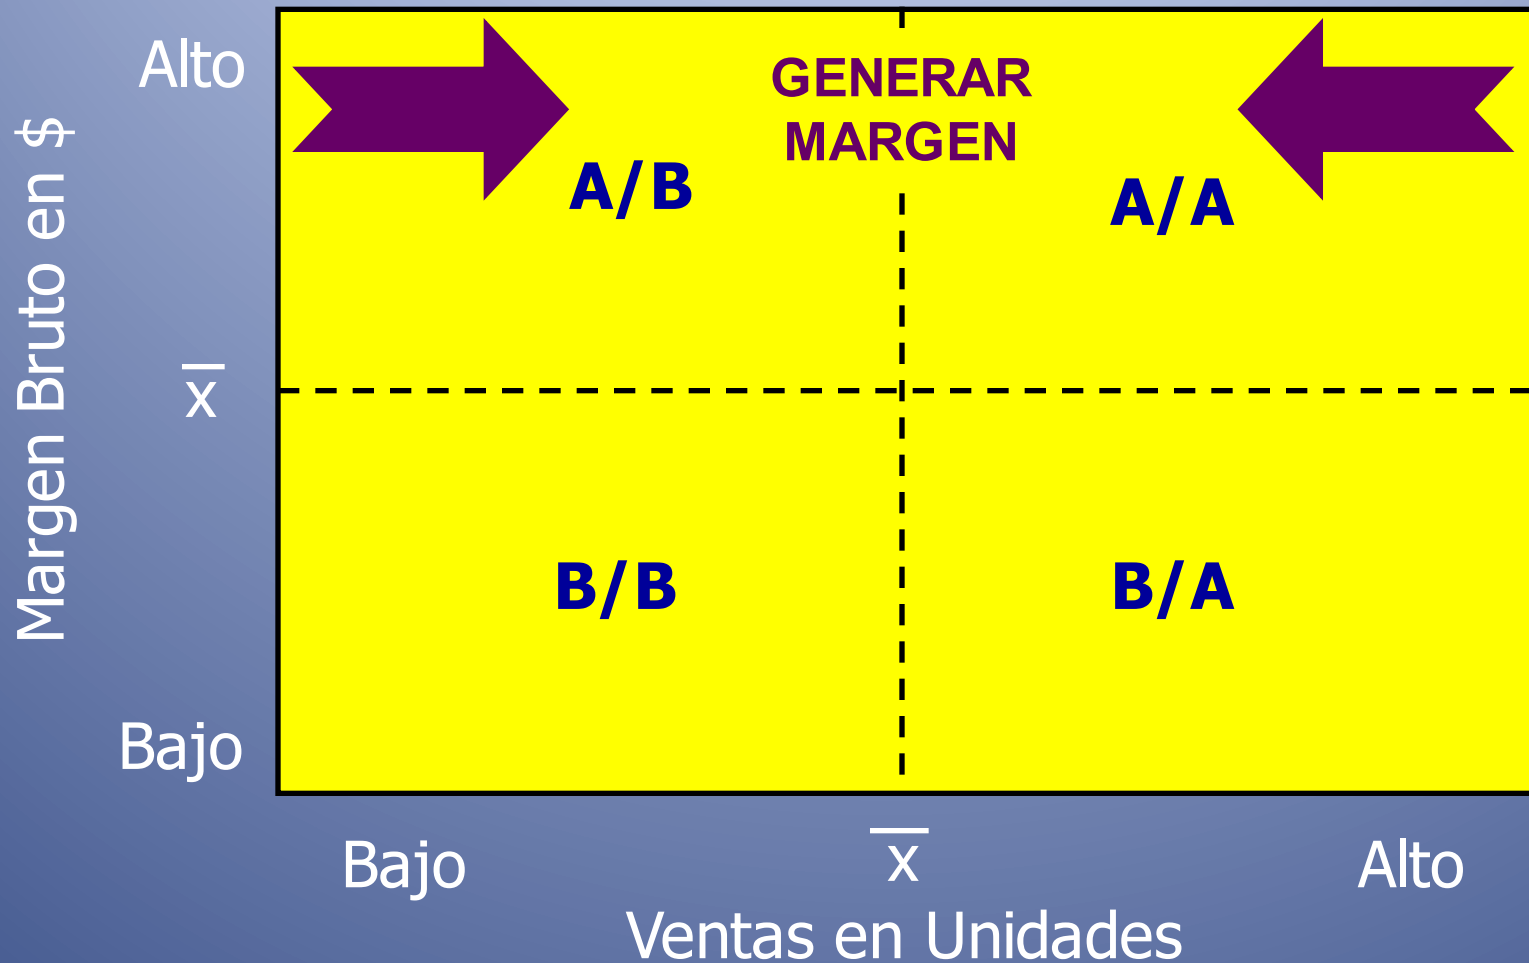 Alto
GENERAR
MARGEN
A/B
A/A
Margen Bruto en $
x̅
B/B
B/A
Bajo
Bajo
x̅
Alto
Ventas en Unidades